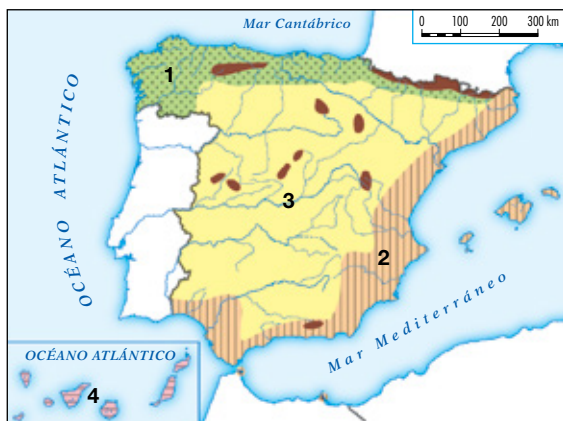 Mar Cantábrico
0 100 200 300 km
1
OCÉANO ATLÁNTICO
3
2
Mar Mediterráneo
OCÉANO ATLÁNTICO
4